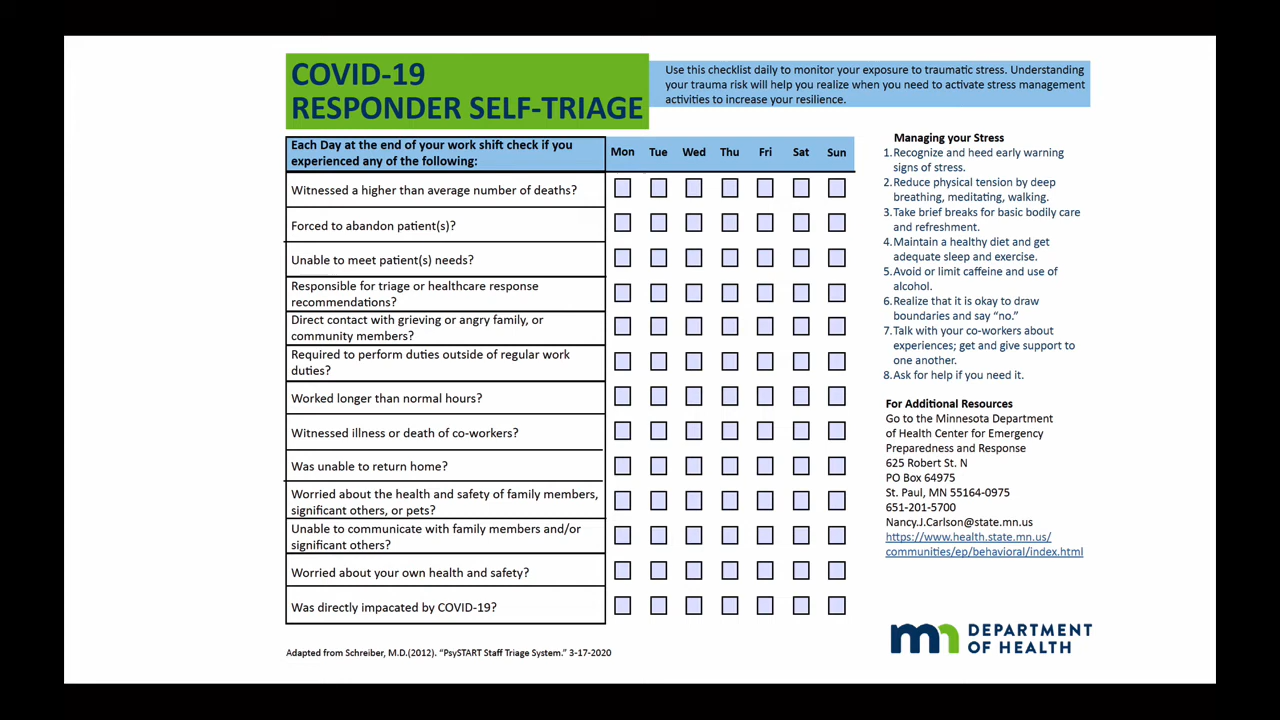 COVID-19
RESPONDER SELF-TRIAGE
Use this checklist daily to monitor your exposure to traumatic stress. Understanding
your trauma risk will help you realize when you need to activate stress management
activities to increase your resilience.
Each Day at the end of your work shift check if you
experienced any of the following:
Mon Tue Wed Thu Fri Sat Sun
Witnessed a higher than average number of deaths?
Forced to abandon patient(s)?
Unable to meet patient(s) needs?
Responsible for triage or healthcare response
recommendations?
Direct contact with grieving or angry family, or
community members?
Required to perform duties outside of regular work
duties?
Worked longer than normal hours?
Witnessed illness or death of co-workers?
Was unable to return home?
Worried about the health and safety of family members,
significant others, or pets?
Unable to communicate with family members and/or
significant others?
Worried about your own health and safety?
Was directly impacated by COVID-19?
Adapted from Schreiber, M.D.(2012). “PsySTART Staff Triage System.” 3-17-2020
Managing your Stress
1.Recognize and heed early warning
signs of stress.
2.Reduce physical tension by deep
breathing, meditating, walking.
3.Take brief breaks for basic bodily care
and refreshment.
4.Maintain a healthy diet and get
adequate sleep and exercise.
5.Avoid or limit caffeine and use of
alcohol.
6.Realize that it is okay to draw
boundaries and say “no.”
7.Talk with your co-workers about
experiences; get and give support to
one another.
8.Ask for help if you need it.
For Additional Resources
Go to the Minnesota Department
of Health Center for Emergency
Preparedness and Response
625 Robert St. N
PO Box 64975
St. Paul, MN 55164-0975
651-201-5700
Nancy.J.Carlson@state.mn.us
https://www.health.state.mn.us/
communities/ep/behavioral/index.html
mn DEPARTMENT
OF HEALTH